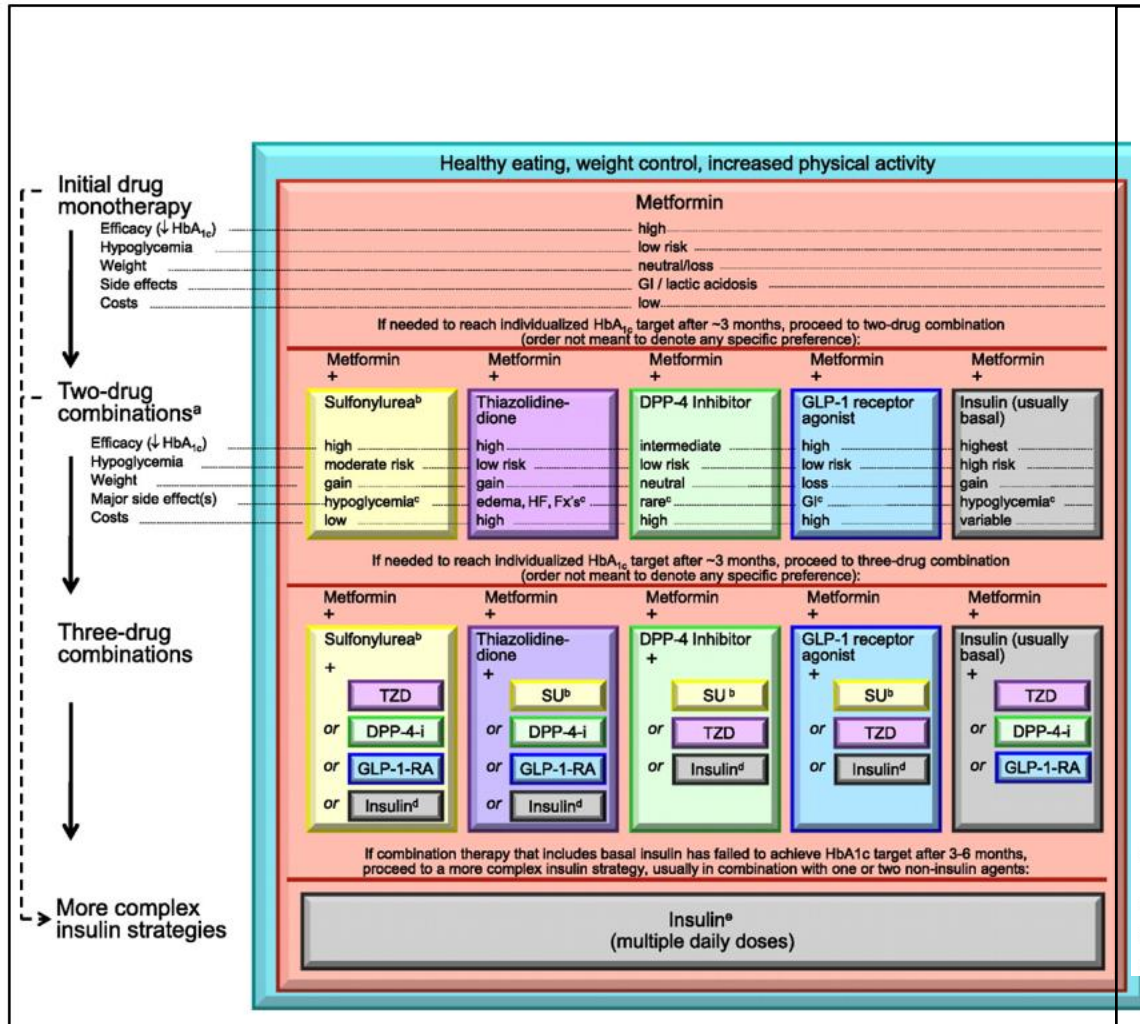 Healthy eating, weight control, increased physical activity
Initial drug
monotherapy
Metformin
Efficacy (↓ HbA1c) high
Hypoglycemia low risk
Weight neutral/loss
Side effects GI / lactic acidosis
Costs low
If needed to reach individualized HbA1c target after ~3 months, proceed to two-drug combination
(order not meant to denote any specific preference):
Metformin Metformin Metformin Metformin Metformin
+ + + + +
Two-drug
combinationsᵃ
Sulfonylureaᵇ Thiazolidine- DPP-4 Inhibitor GLP-1 receptor Insulin (usually
dione agonist basal)
Efficacy (↓ HbA1c) high high intermediate high highest
Hypoglycemia moderate risk low risk low risk low risk high risk
Weight gain gain neutral loss gain
Major side effect(s) hypoglycemiaᶜ edema, HF, Fx'sᶜ rareᶜ GIᶜ hypoglycemiaᶜ
Costs low high high high variable
If needed to reach individualized HbA1c target after ~3 months, proceed to three-drug combination
(order not meant to denote any specific preference):
Metformin Metformin Metformin Metformin Metformin
+ + + + +
Three-drug
combinations
Sulfonylureaᵇ Thiazolidine- DPP-4 Inhibitor GLP-1 receptor Insulin (usually
dione agonist basal)
+ + + + +
TZD SUᵇ SUᵇ SUᵇ TZD
or DPP-4-i or DPP-4-i or TZD or TZD or DPP-4-i
or GLP-1-RA or GLP-1-RA or Insulinᵈ or Insulinᵈ or GLP-1-RA
or Insulinᵈ or Insulinᵈ
If combination therapy that includes basal insulin has failed to achieve HbA1c target after 3-6 months,
proceed to a more complex insulin strategy, usually in combination with one or two non-insulin agents:
More complex
insulin strategies
Insulinᵉ
(multiple daily doses)